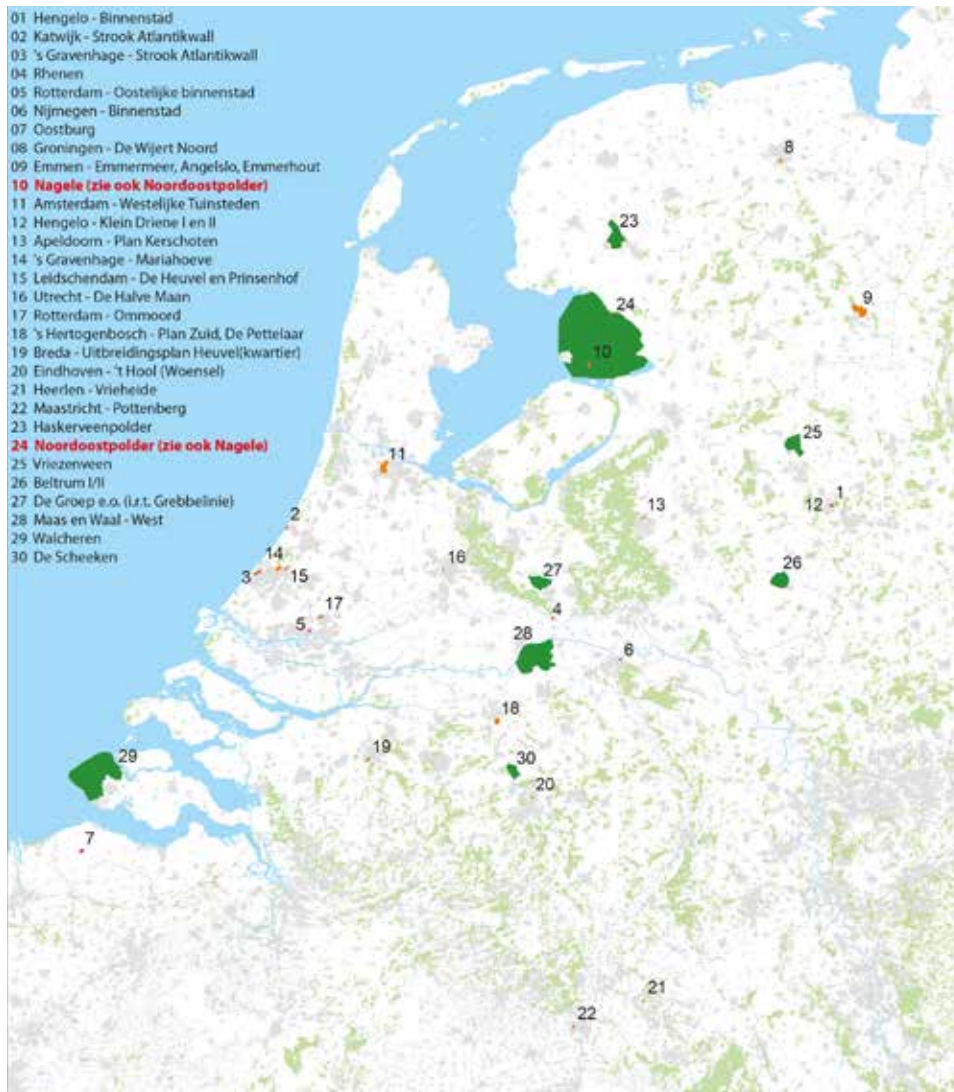 01 Hengelo - Binnenstad
02 Katwijk - Strook Atlantikwall
03 's Gravenhage - Strook Atlantikwall
04 Rhenen
05 Rotterdam - Oostelijke binnenstad
06 Nijmegen - Binnenstad
07 Oostburg
08 Groningen - De Wijert Noord
09 Emmen - Emmermeer, Angelslo, Emmerhout
10 Nagele (zie ook Noordoostpolder)
11 Amsterdam - Westelijke Tuinsteden
12 Hengelo - Klein Driene I en II
13 Apeldoorn - Plan Kerschoten
14 's Gravenhage - Mariahoeve
15 Leidschendam - De Heuvel en Prinsenhof
16 Utrecht - De Halve Maan
17 Rotterdam - Ommoord
18 's Hertogenbosch - Plan Zuid, De Pettelaar
19 Breda - Uitbreidingsplan Heuvel(kwartier)
20 Eindhoven - 't Hool (Woensel)
21 Heerlen - Vrieheide
22 Maastricht - Pottenberg
23 Haskerveenpolder
24 Noordoostpolder (zie ook Nagele)
25 Vriezenveen
26 Beltrum I/II
27 De Groep e.o. (i.r.t. Grebbelinie)
28 Maas en Waal - West
29 Walcheren
30 De Scheeken
8
23
24
9
10
25
11
13
12
1
2
14
3
15
16
27
26
17
5
4
28
6
18
19
30
20
29
7
21
22